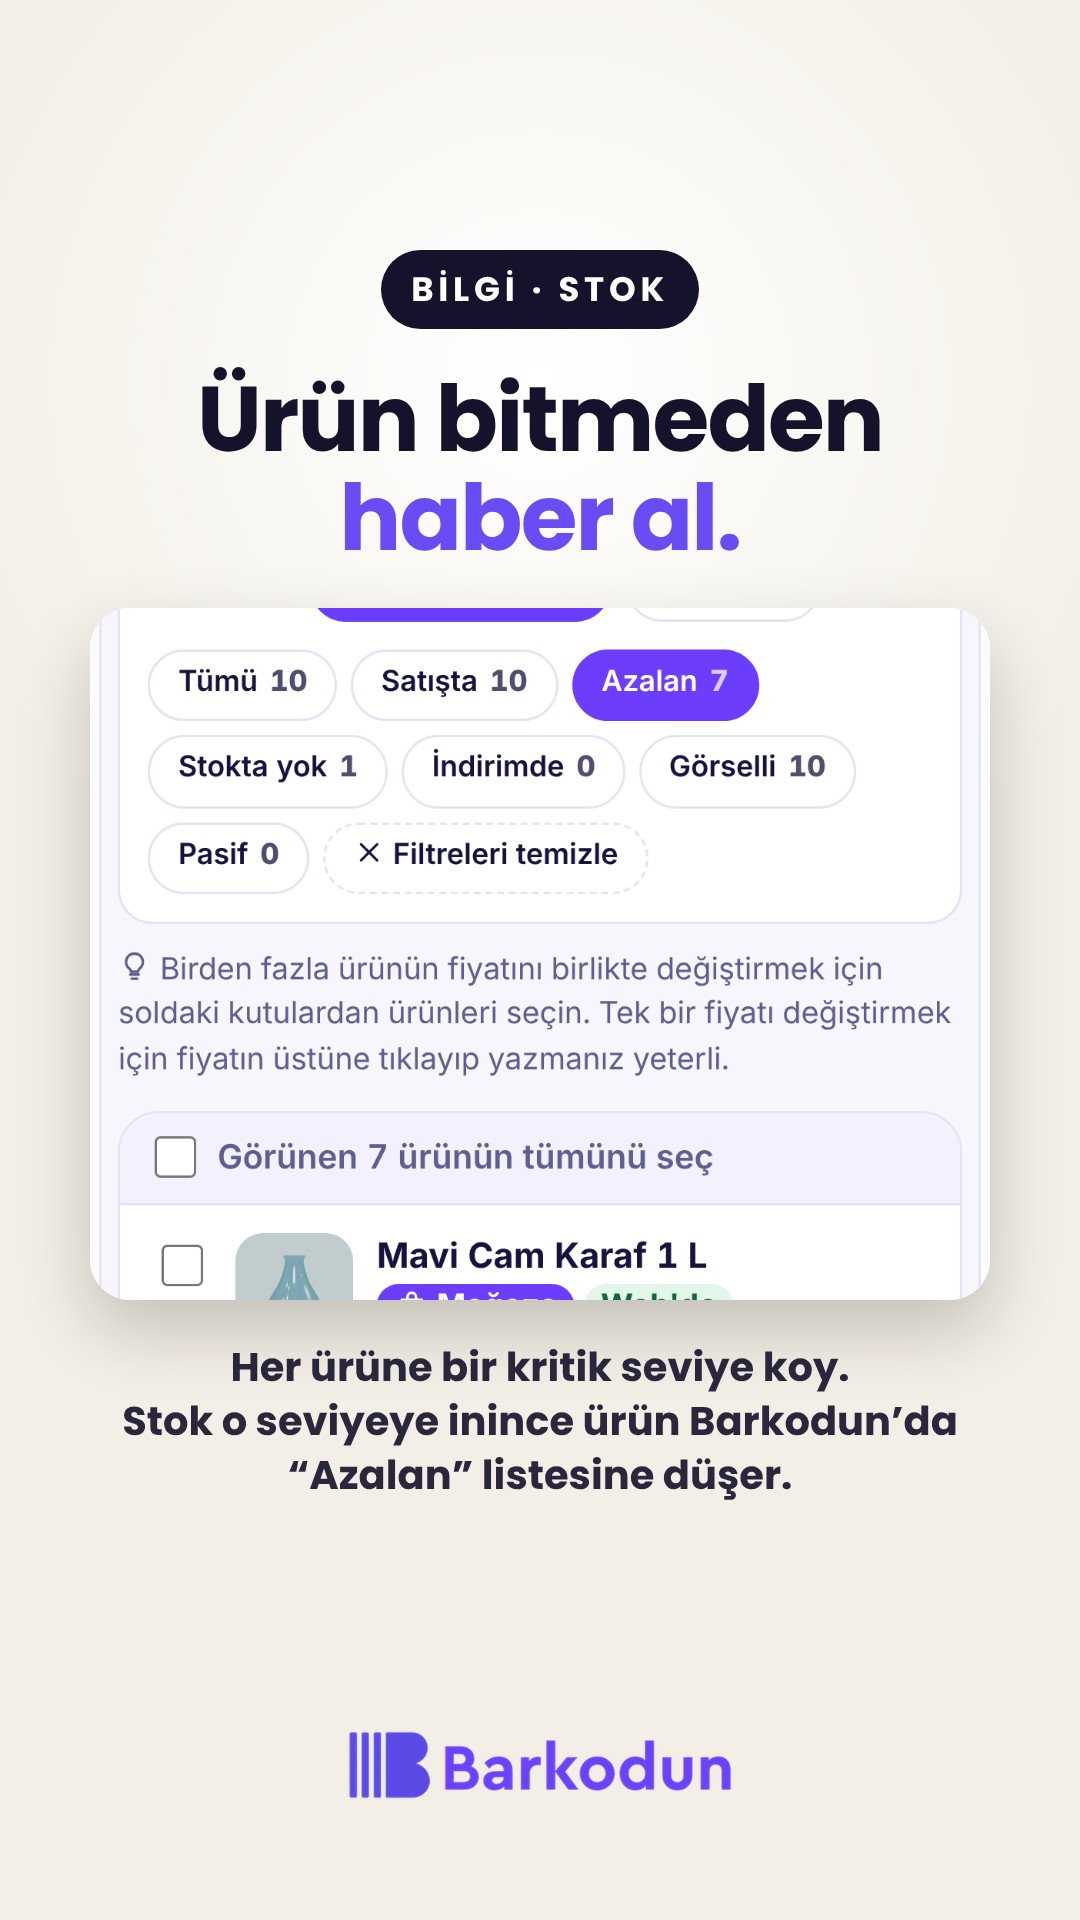 BİLGİ · STOK
Ürün bitmeden
haber al.
Tümü 10 Satışta 10 Azalan 7
Stokta yok 1 İndirimde 0 Görselli 10
Pasif 0 Filtreleri temizle
Birden fazla ürünün fiyatını birlikte değiştirmek için
soldaki kutulardan ürünleri seçin. Tek bir fiyatı değiştirmek
için fiyatın üstüne tıklayıp yazmanız yeterli.
Görünen 7 ürünün tümünü seç
Mavi Cam Karaf 1 L
Her ürüne bir kritik seviye koy.
Stok o seviyeye inince ürün Barkodun’da
“Azalan” listesine düşer.
Barkodun